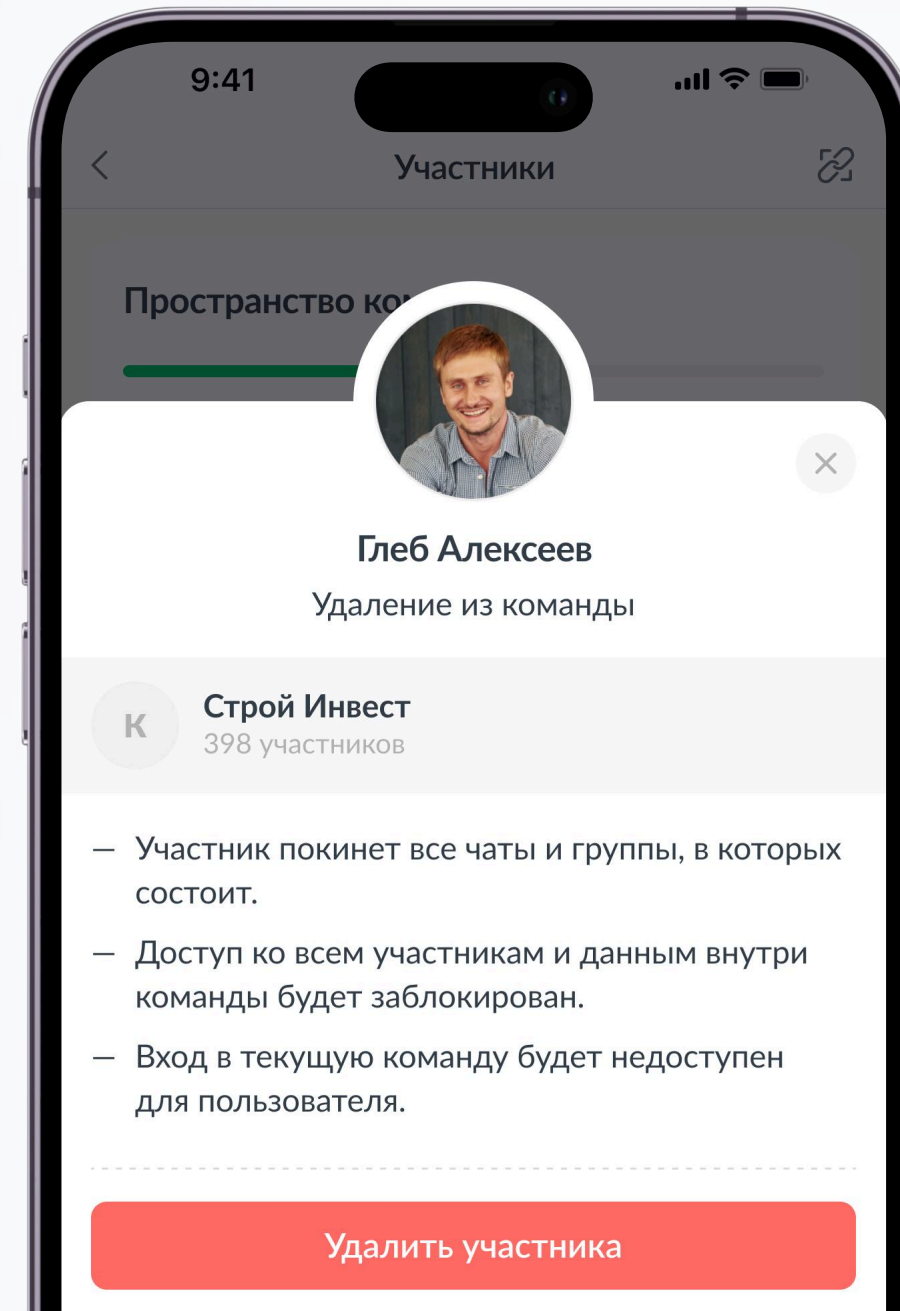 9:41
Участники
Пространство
Глеб Алексеев
Удаление из команды
К
Строй Инвест
398 участников
— Участник покинет все чаты и группы, в которых
состоит.
— Доступ ко всем участникам и данным внутри
команды будет заблокирован.
— Вход в текущую команду будет недоступен
для пользователя.
Удалить участника